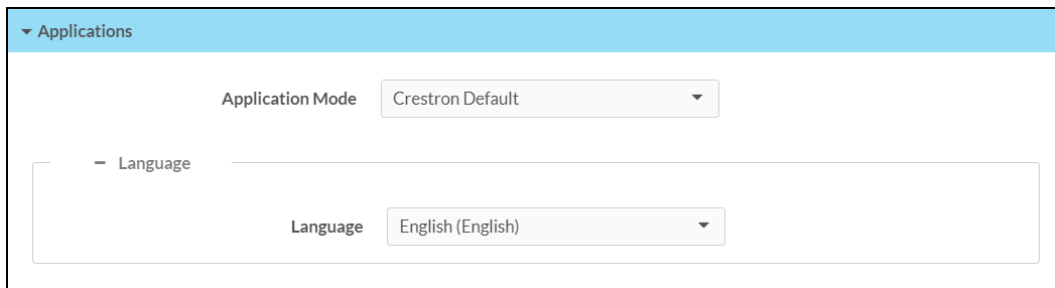 Applications
Application Mode Crestron Default
Language
Language English (English)